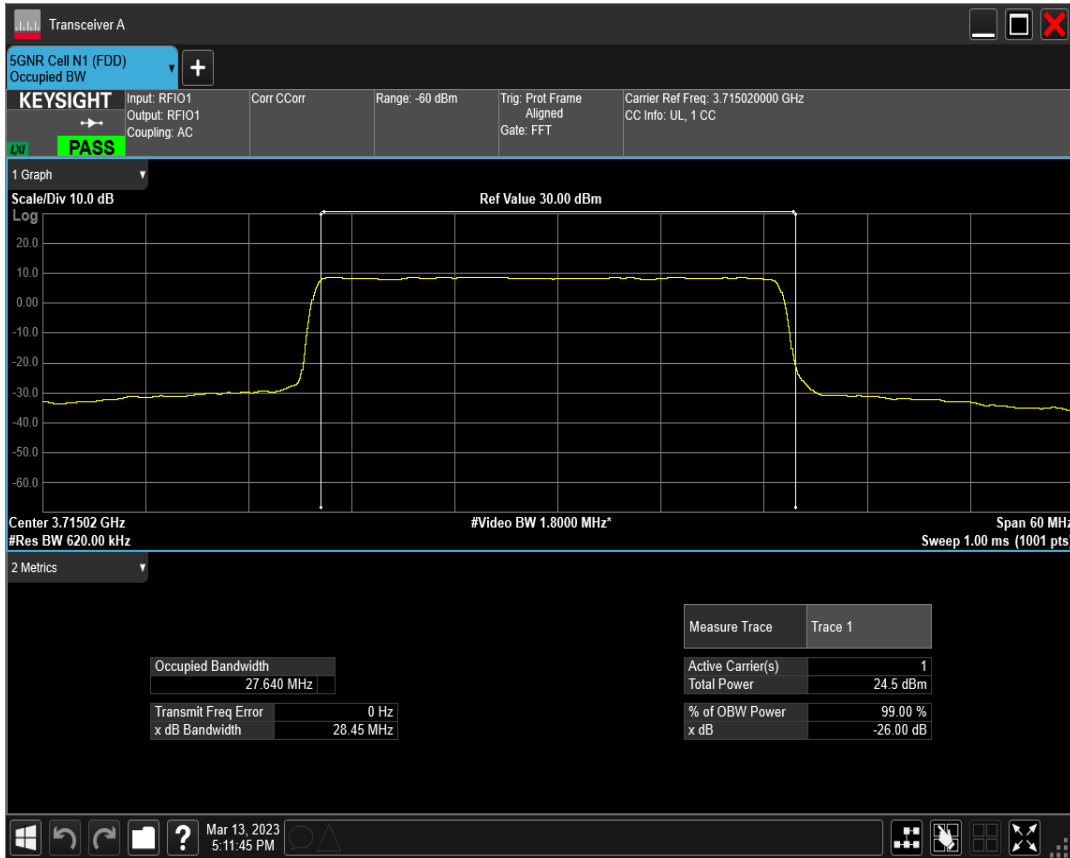 Transceiver A
5GNR Cell N1 (FDD)
Occupied BW
+
KEYSIGHT
LXI
PASS
Input: RFIO1
Output: RFIO1
Coupling: AC
Corr CCorr
Range: -60 dBm
Trig: Prot Frame
Aligned
Gate: FFT
Carrier Ref Freq: 3.715020000 GHz
CC Info: UL, 1 CC
1 Graph
Scale/Div 10.0 dB
Ref Value 30.00 dBm
Log
20.0
10.0
0.00
-10.0
-20.0
-30.0
-40.0
-50.0
-60.0
Center 3.71502 GHz
#Video BW 1.8000 MHz*
Span 60 MHz
#Res BW 620.00 kHz
Sweep 1.00 ms (1001 pts)
2 Metrics
Measure Trace Trace 1
Occupied Bandwidth
27.640 MHz
Active Carrier(s) 1
Total Power 24.5 dBm
Transmit Freq Error 0 Hz
x dB Bandwidth 28.45 MHz
% of OBW Power 99.00 %
x dB -26.00 dB
?
Mar 13, 2023
5:11:45 PM